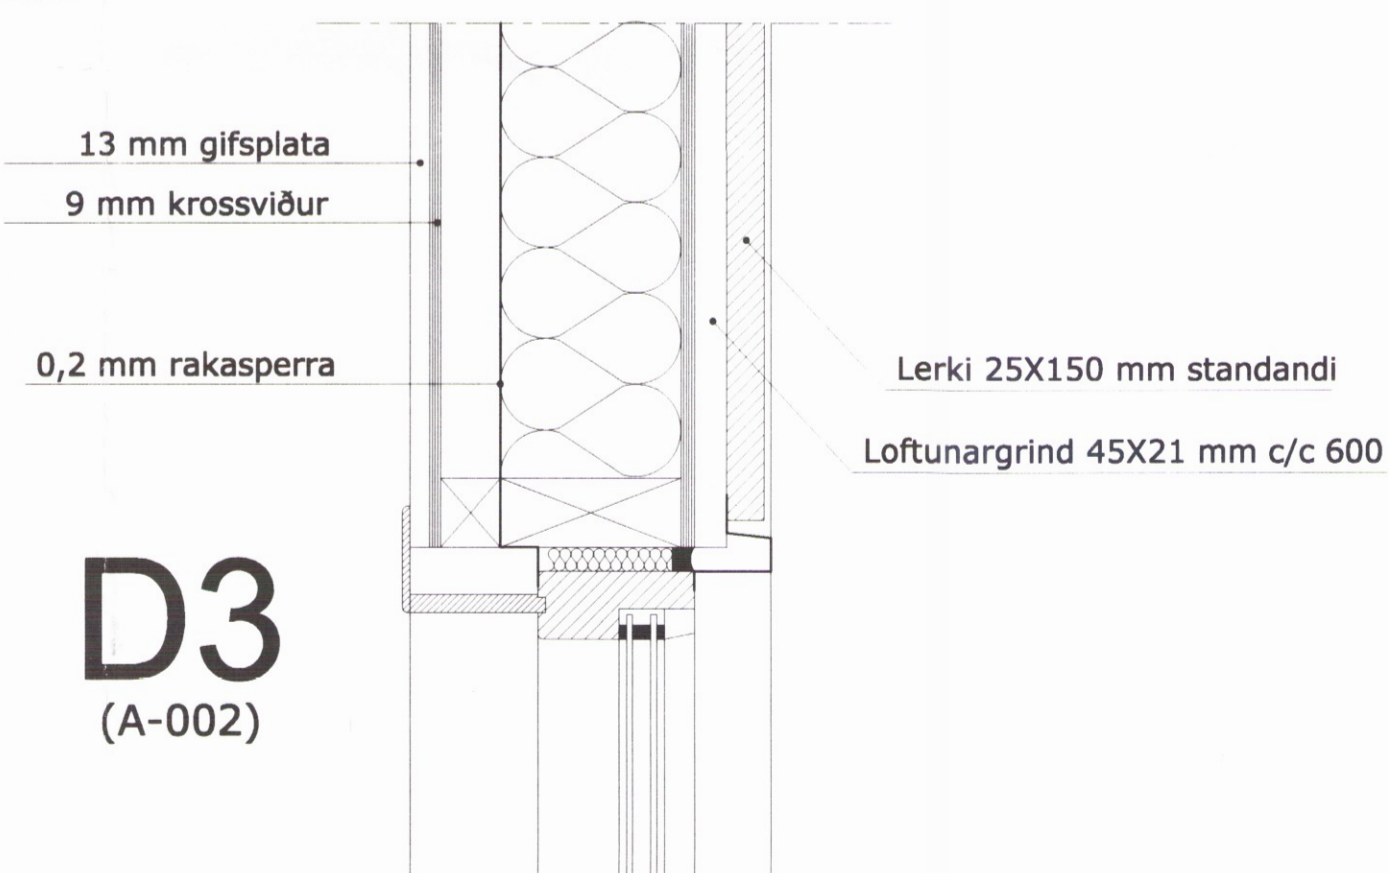 13 mm gifsplata
9 mm krossviður
0,2 mm rakasperra
Lerki 25X150 mm standandi
Loftunargrind 45X21 mm c/c 600
D3
(A-002)